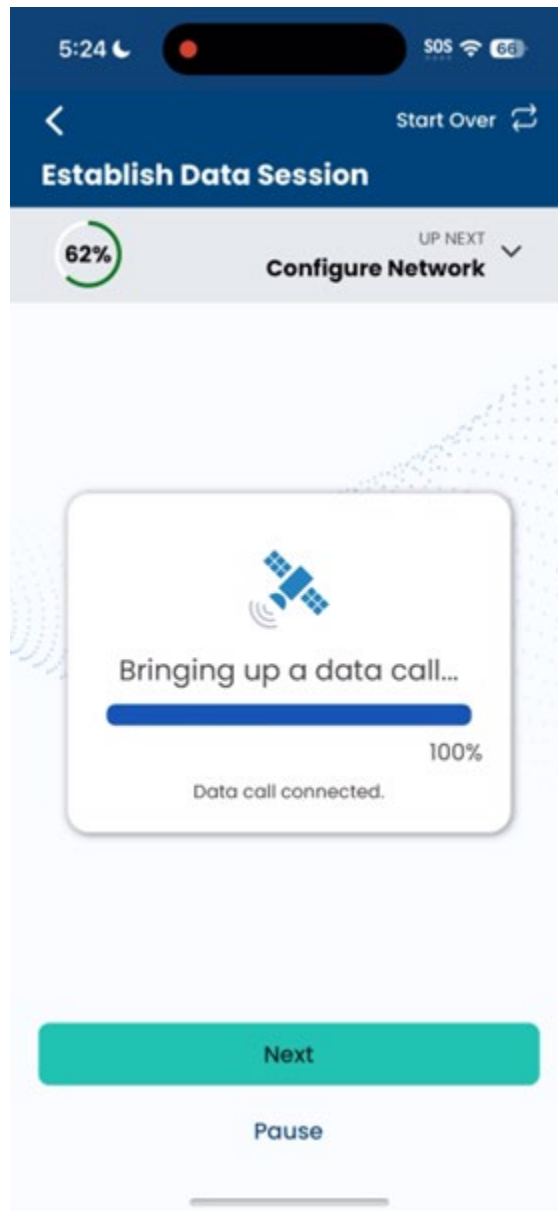 5:24
SOS 66
Start Over
Establish Data Session
62%
UP NEXT
Configure Network
Bringing up a data call...
100%
Data call connected.
Next
Pause